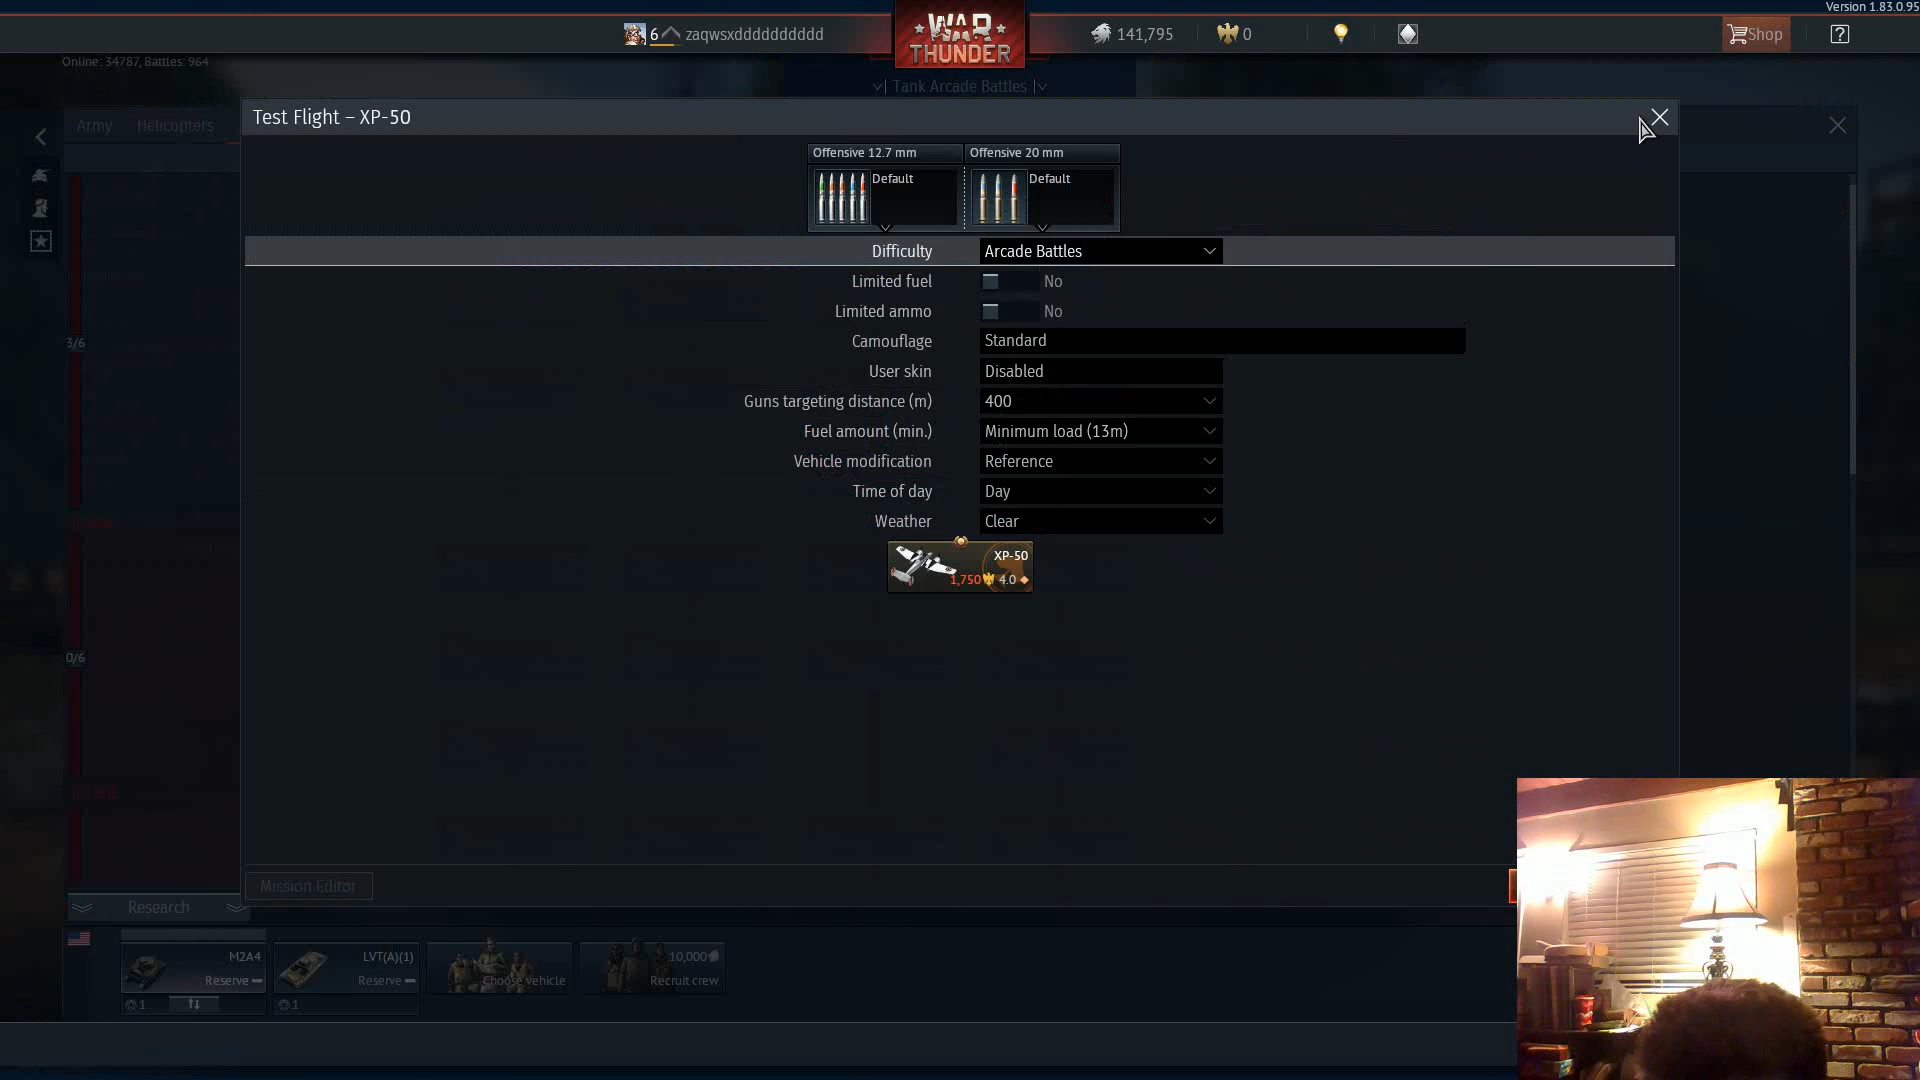 Version 1.83.0.95
6 zaqwsxdddddddddd
WAR THUNDER
141,795
0
Shop
?
Online: 34787, Battles: 964
Tank Arcade Battles
Army Helicopters
Test Flight – XP-50
Offensive 12.7 mm Offensive 20 mm
Default Default
Difficulty Arcade Battles
Limited fuel No
Limited ammo No
Camouflage Standard
User skin Disabled
Guns targeting distance (m) 400
Fuel amount (min.) Minimum load (13m)
Vehicle modification Reference
Time of day Day
Weather Clear
XP-50
1,750 4.0
3/6
0/6
Mission Editor
Research
M2A4
Reserve
1
LVT(A)(1)
Reserve
1
Choose vehicle
10,000
Recruit crew